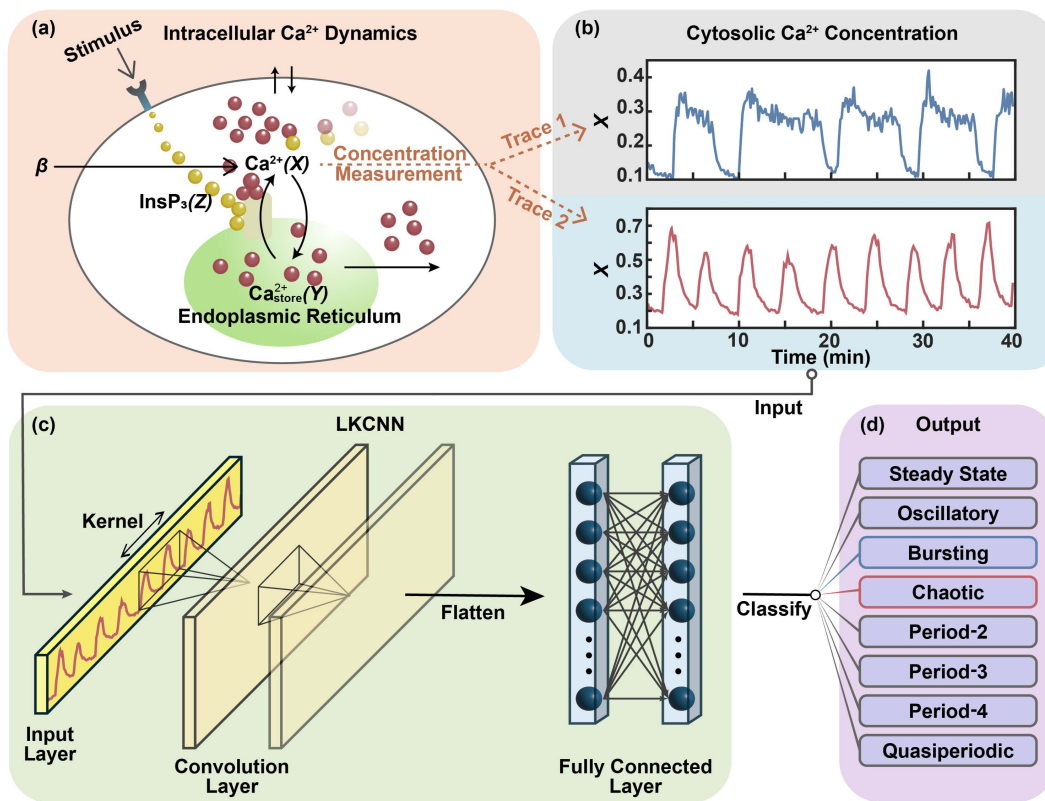 (a)
Intracellular Ca²⁺ Dynamics
Stimulus
β
Ca²⁺(X)
InsP₃(Z)
Concentration
Measurement
Trace 1
Trace 2
Ca²⁺store(Y)
Endoplasmic Reticulum
(b)
Cytosolic Ca²⁺ Concentration
0.4
0.3
0.2
0.1
X
0.7
0.5
0.3
0.1
X
0 10 20 30 40
Time (min)
Input
(c)
LKCNN
Kernel
Input
Layer
Convolution
Layer
Flatten
Fully Connected
Layer
Classify
(d)
Output
Steady State
Oscillatory
Bursting
Chaotic
Period-2
Period-3
Period-4
Quasiperiodic